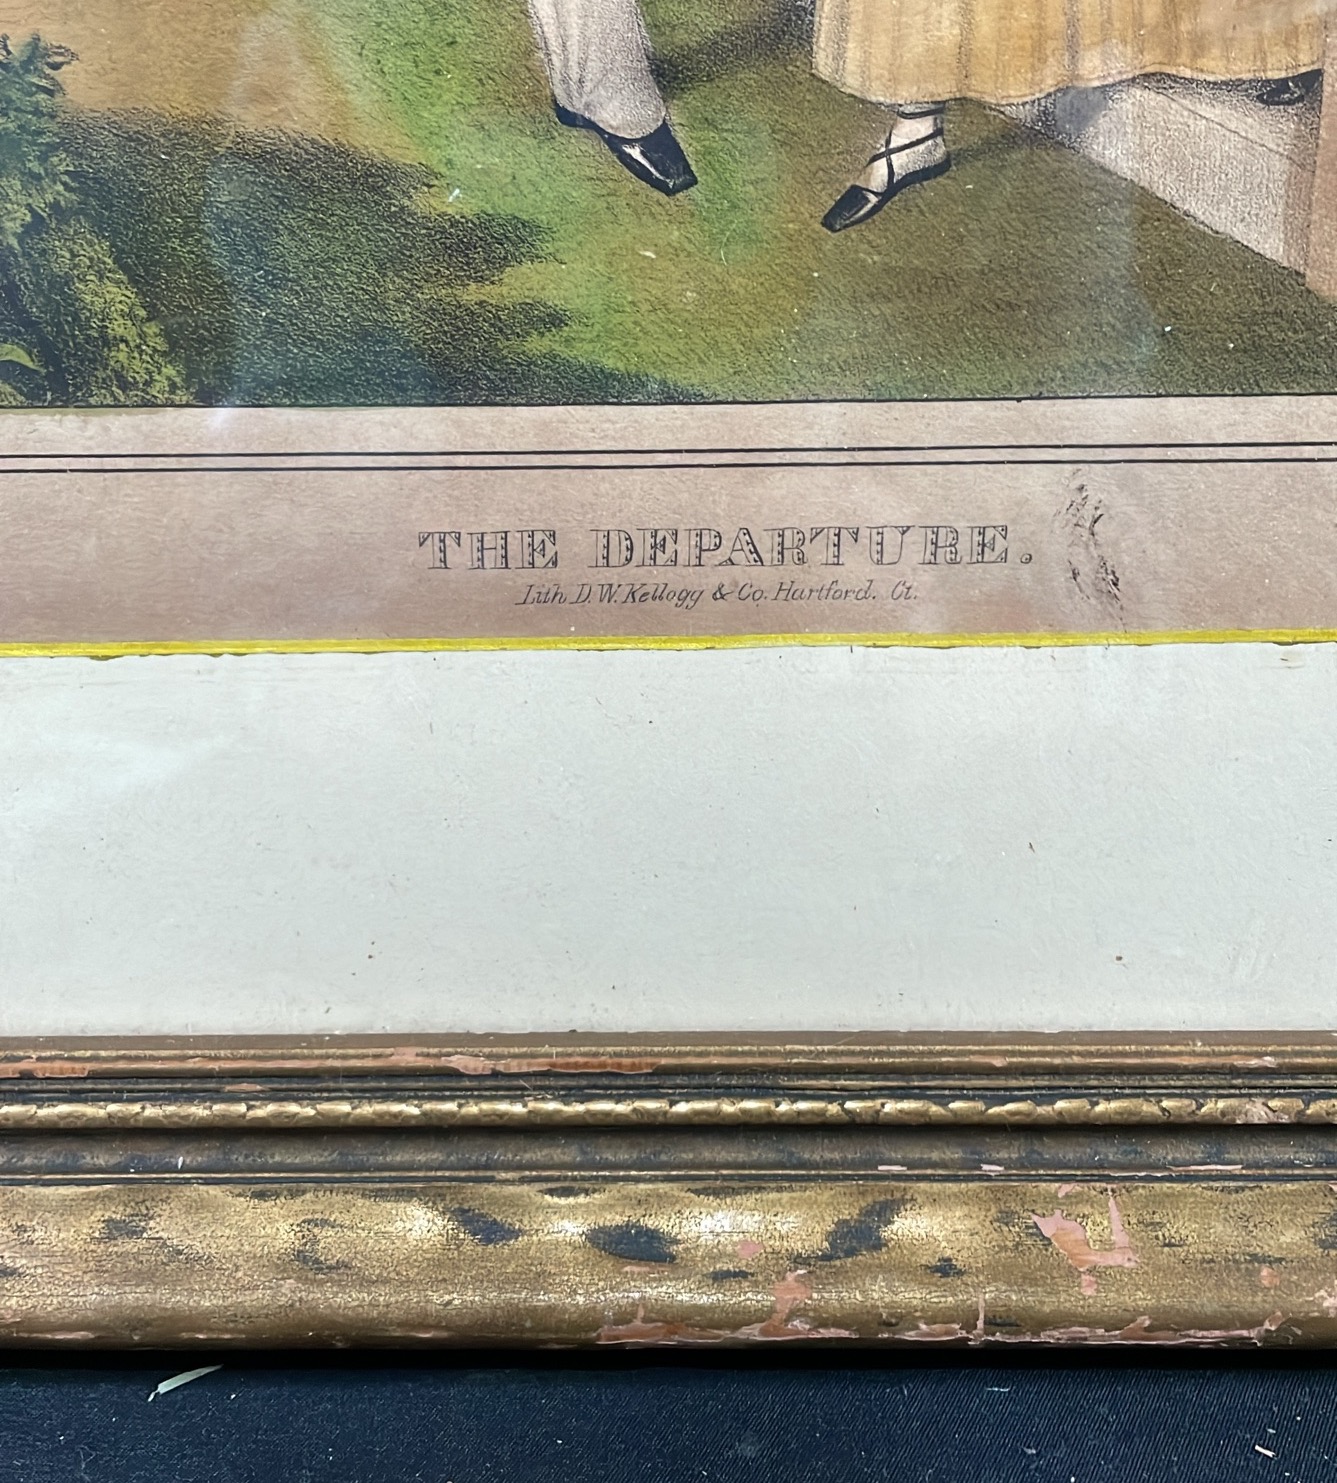 THE DEPARTURE.
Lith D. W. Kellogg & Co. Hartford. Ct.